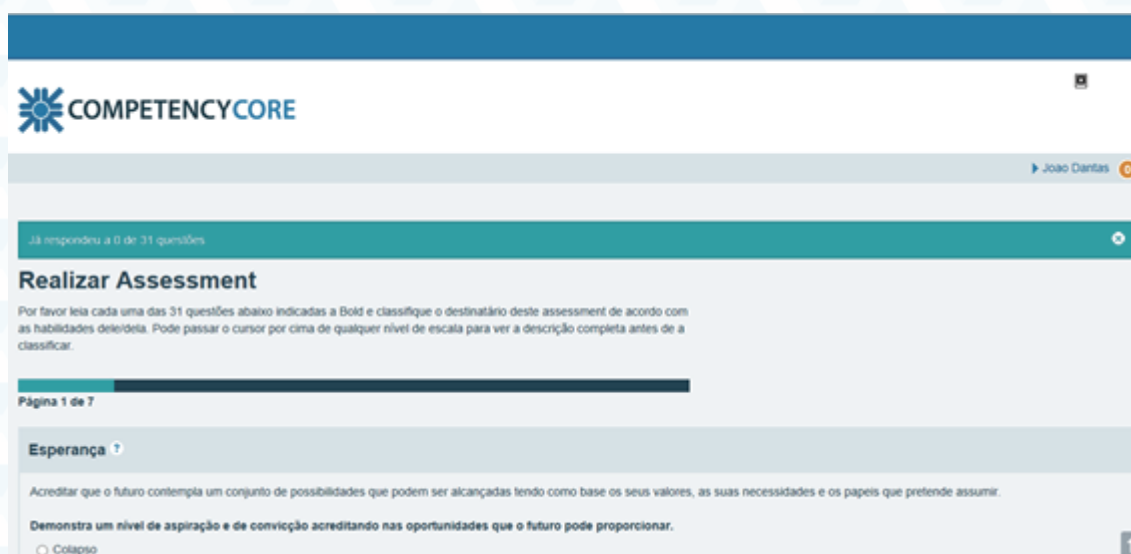 COMPETENCYCORE
Joao Dantas
0
Já respondeu a 0 de 31 questões
Realizar Assessment
Por favor leia cada uma das 31 questões abaixo indicadas a Bold e classifique o destinatário deste assessment de acordo com
as habilidades dele/dela. Pode passar o cursor por cima de qualquer nível de escala para ver a descrição completa antes de a
classificar.
Página 1 de 7
Esperança ?
Acreditar que o futuro contempla um conjunto de possibilidades que podem ser alcançadas tendo como base os seus valores, as suas necessidades e os papeis que pretende assumir.
Demonstra um nível de aspiração e de convicção acreditando nas oportunidades que o futuro pode proporcionar.
Colapso